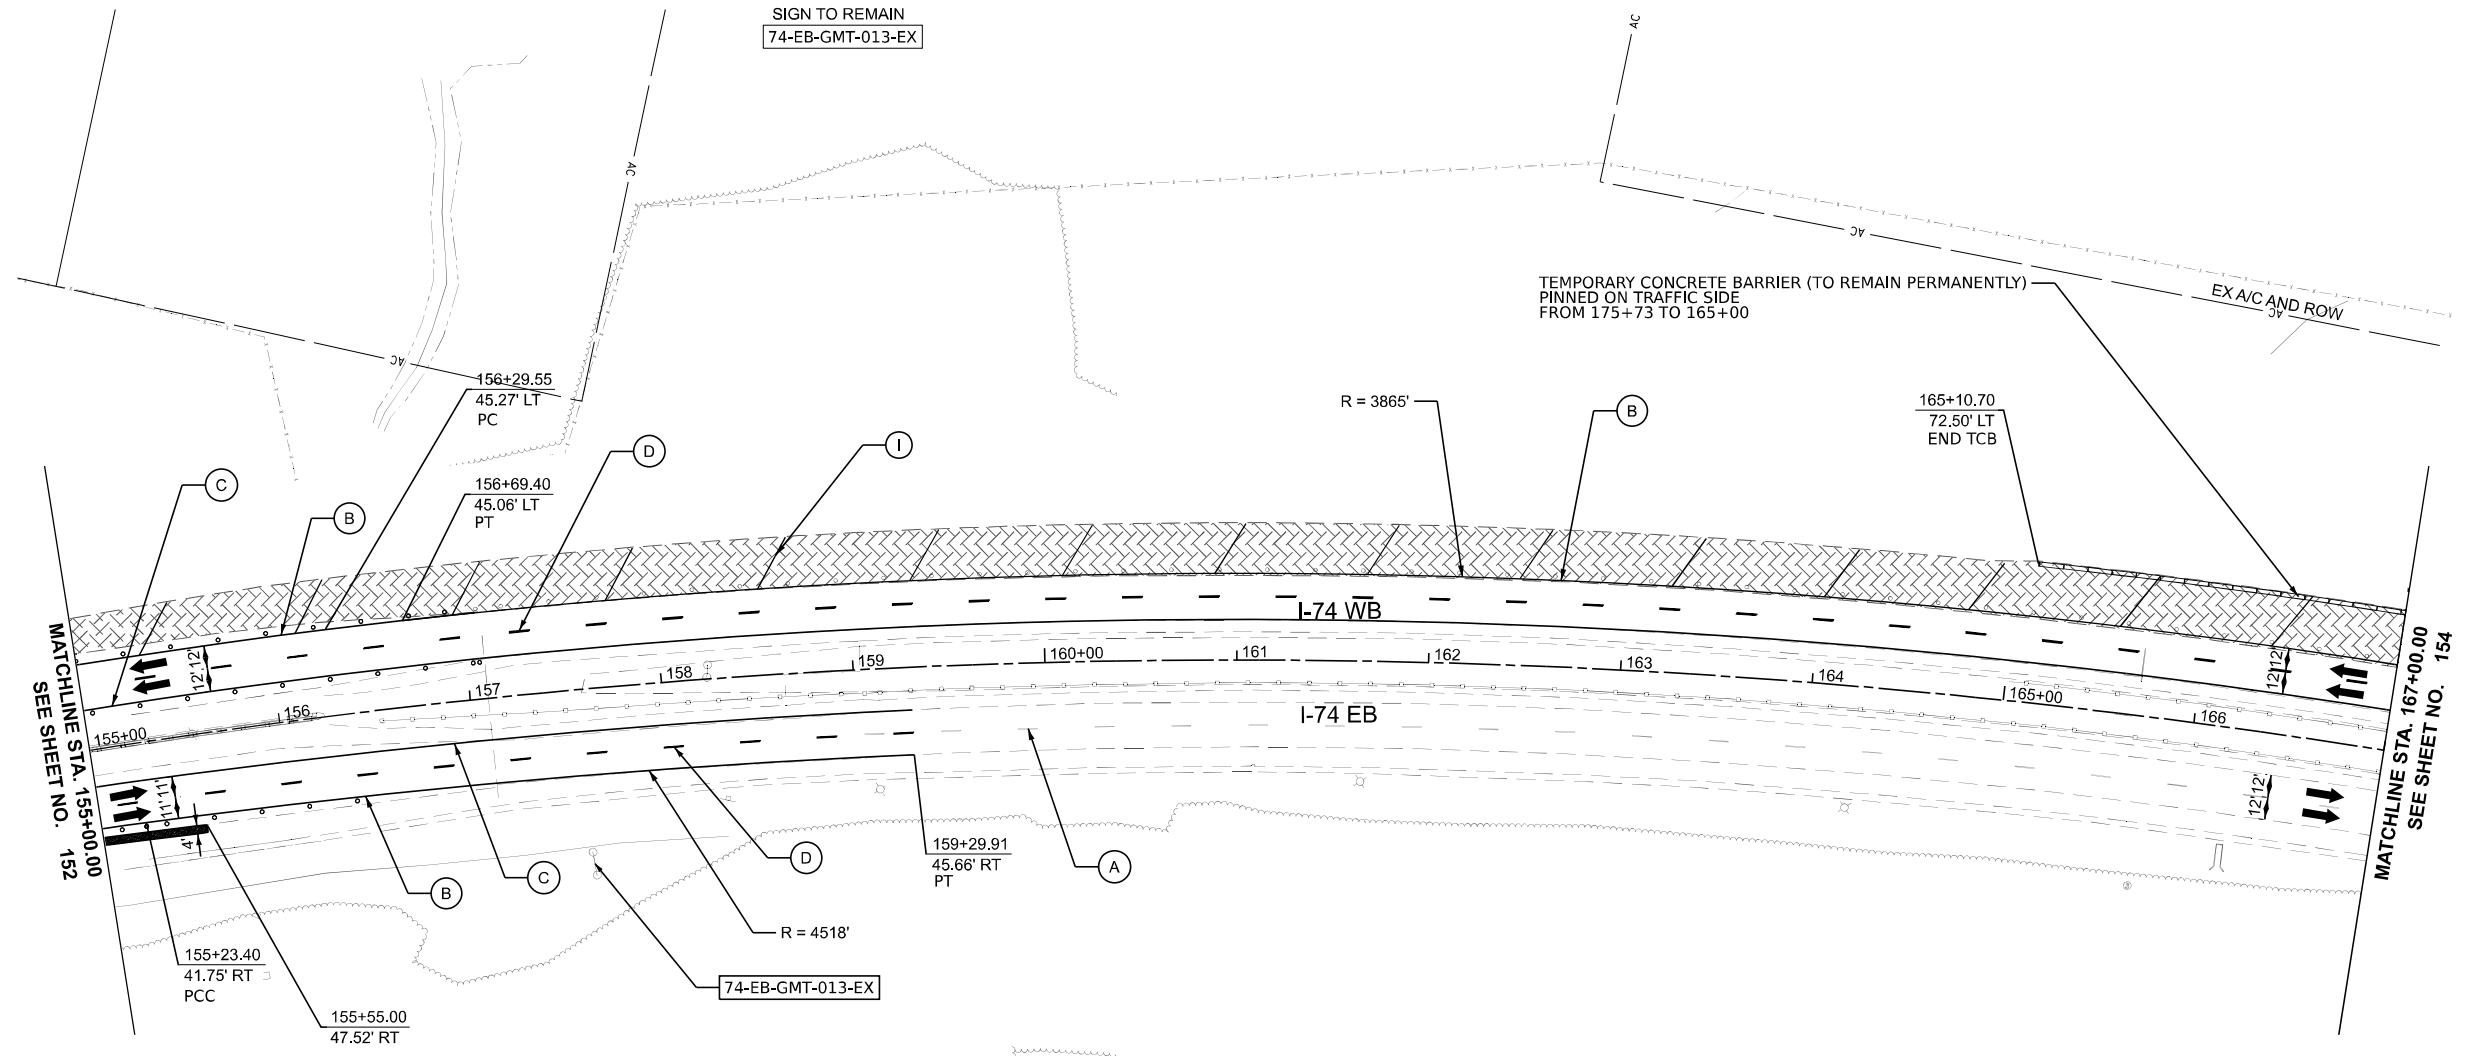 SIGN TO REMAIN
74-EB-GMT-013-EX
AC
AC
AC
AC
AC
AC
EX A/C AND ROW
TEMPORARY CONCRETE BARRIER (TO REMAIN PERMANENTLY)
PINNED ON TRAFFIC SIDE
FROM 175+73 TO 165+00
156+29.55
45.27' LT
PC
R = 3865'
B
165+10.70
72.50' LT
END TCB
I
D
C
156+69.40
45.06' LT
PT
B
I-74 WB
12' 12'
12' 12'
155+00
156
157
158
159
160+00
161
162
163
164
165+00
166
I-74 EB
MATCHLINE STA. 155+00.00
SEE SHEET NO. 152
MATCHLINE STA. 167+00.00
SEE SHEET NO. 154
11' 11'
4'
12' 12'
159+29.91
45.66' RT
PT
D
A
C
B
R = 4518'
155+23.40
41.75' RT
PCC
74-EB-GMT-013-EX
155+55.00
47.52' RT